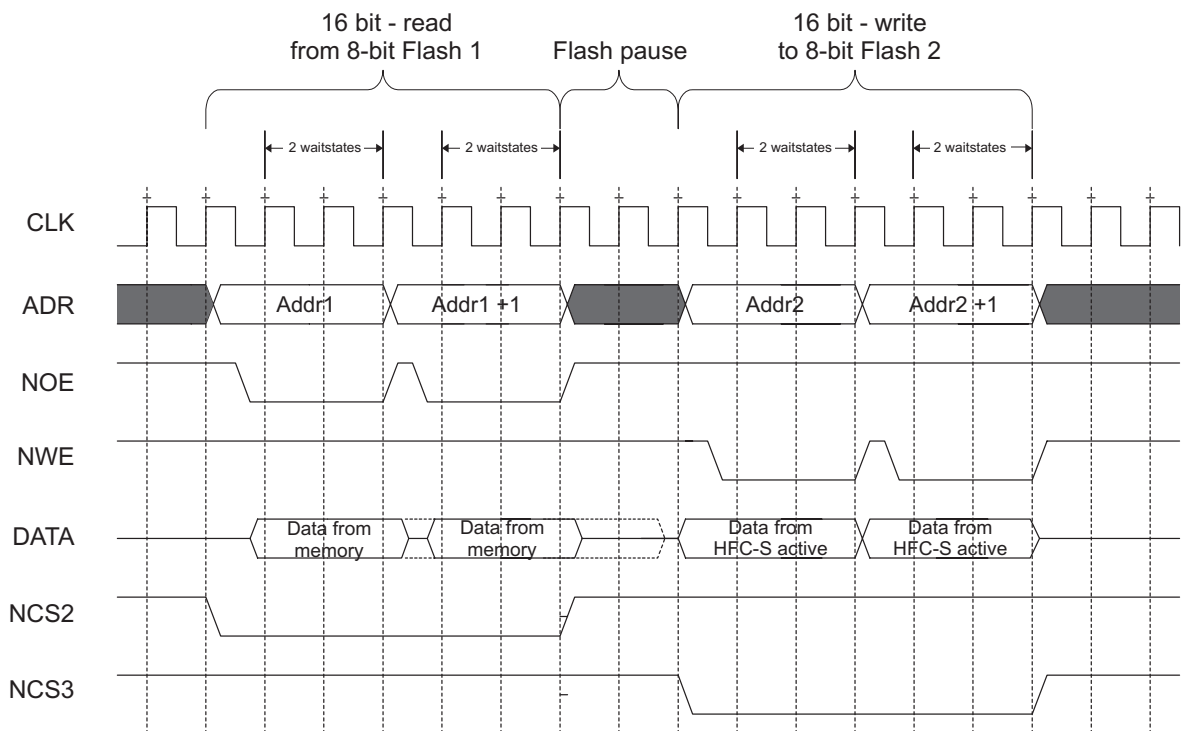 16 bit - read
from 8-bit Flash 1
Flash pause
16 bit - write
to 8-bit Flash 2
2 waitstates
2 waitstates
2 waitstates
2 waitstates
CLK
ADR
Addr1
Addr1 +1
Addr2
Addr2 +1
NOE
NWE
DATA
Data from
memory
Data from
memory
Data from
HFC-S active
Data from
HFC-S active
NCS2
NCS3